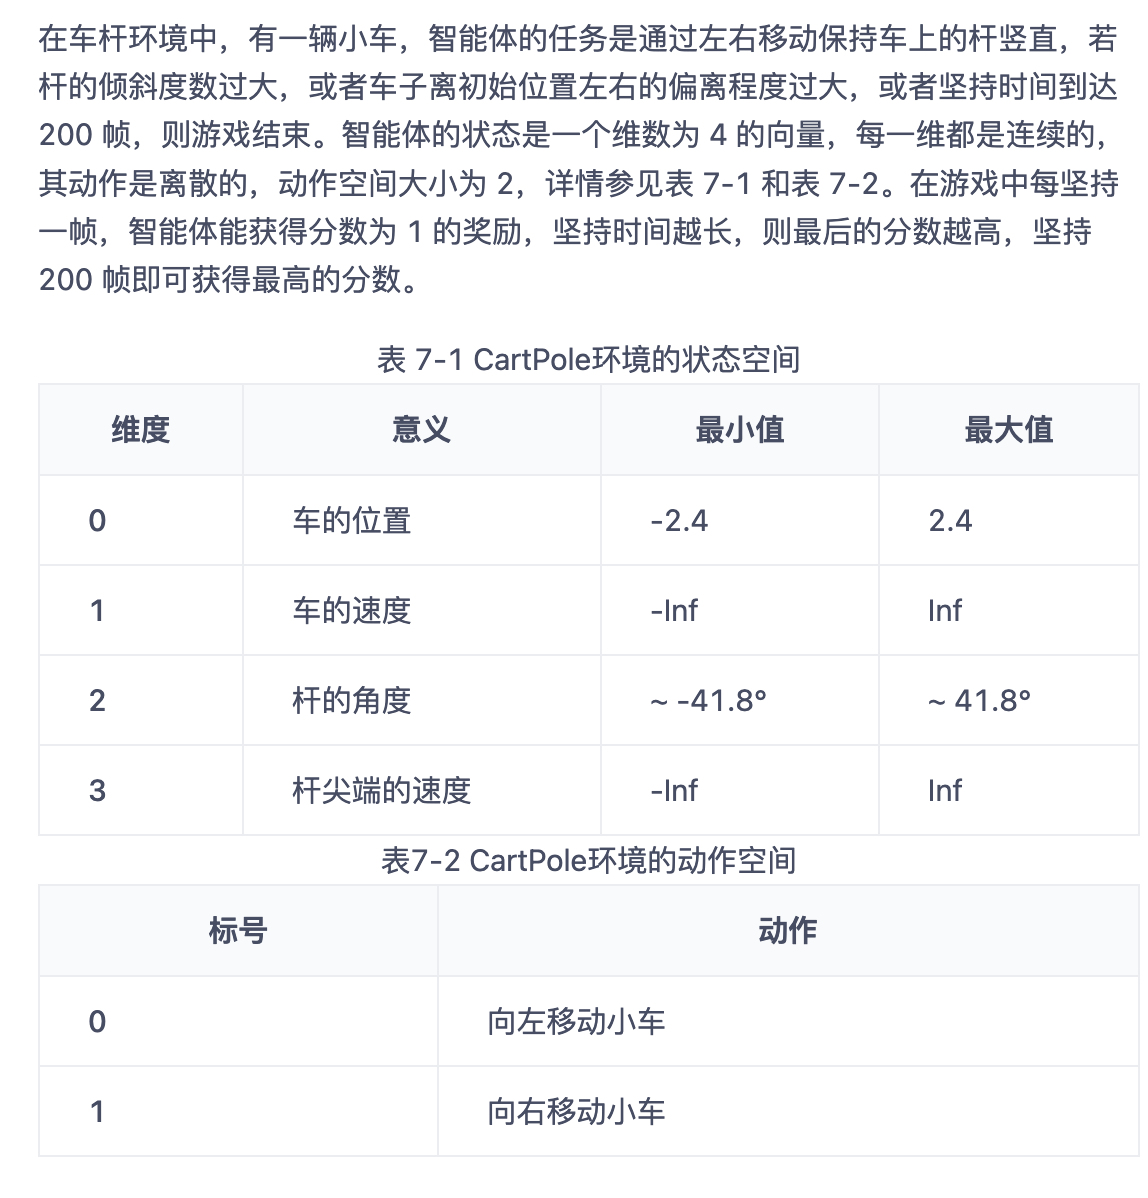 在车杆环境中，有一辆小车，智能体的任务是通过左右移动保持车上的杆竖直，若
杆的倾斜度数过大，或者车子离初始位置左右的偏离程度过大，或者坚持时间到达
200 帧，则游戏结束。智能体的状态是一个维数为 4 的向量，每一维都是连续的，
其动作是离散的，动作空间大小为 2，详情参见表 7-1 和表 7-2。在游戏中每坚持
一帧，智能体能获得分数为 1 的奖励，坚持时间越长，则最后的分数越高，坚持
200 帧即可获得最高的分数。
表 7-1 CartPole环境的状态空间
维度 意义 最小值 最大值
0 车的位置 -2.4 2.4
1 车的速度 -Inf Inf
2 杆的角度 ~ -41.8° ~ 41.8°
3 杆尖端的速度 -Inf Inf
表7-2 CartPole环境的动作空间
标号 动作
0 向左移动小车
1 向右移动小车